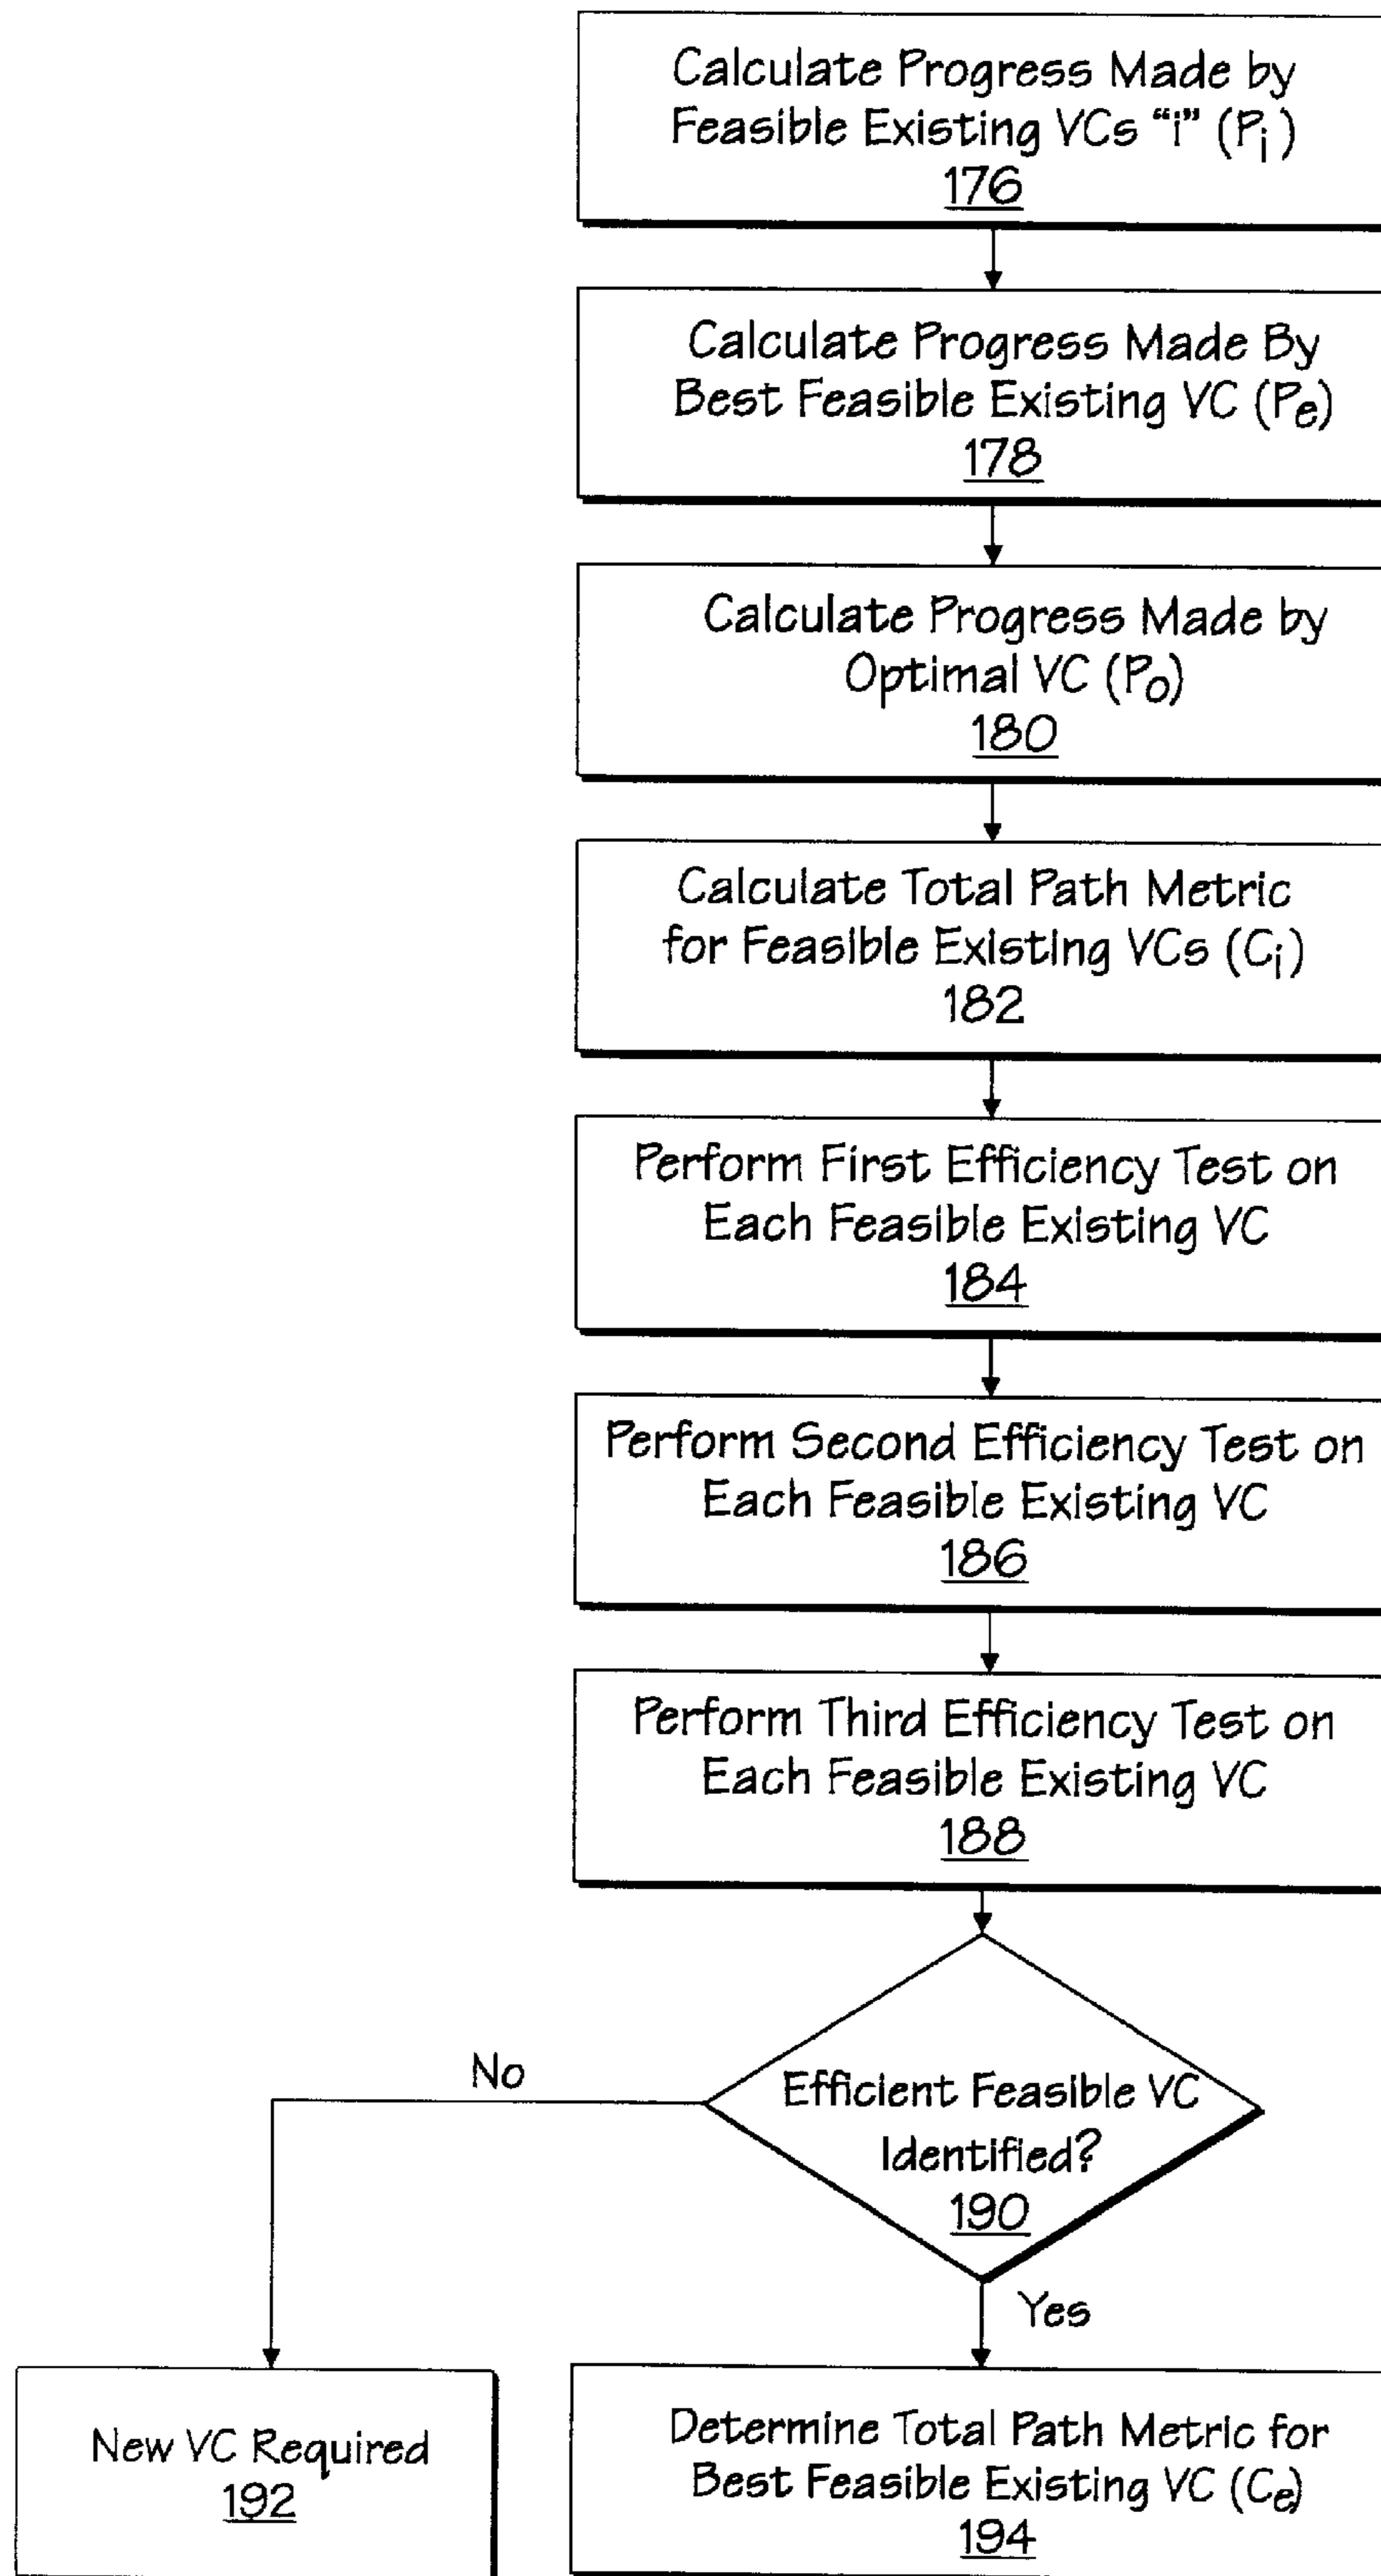 Calculate Progress Made by
Feasible Existing VCs "i" (Pi)
176
Calculate Progress Made By
Best Feasible Existing VC (Pe)
178
Calculate Progress Made by
Optimal VC (Po)
180
Calculate Total Path Metric
for Feasible Existing VCs (Ci)
182
Perform First Efficiency Test on
Each Feasible Existing VC
184
Perform Second Efficiency Test on
Each Feasible Existing VC
186
Perform Third Efficiency Test on
Each Feasible Existing VC
188
Efficient Feasible VC
Identified?
190
No
Yes
New VC Required
192
Determine Total Path Metric for
Best Feasible Existing VC (Ce)
194